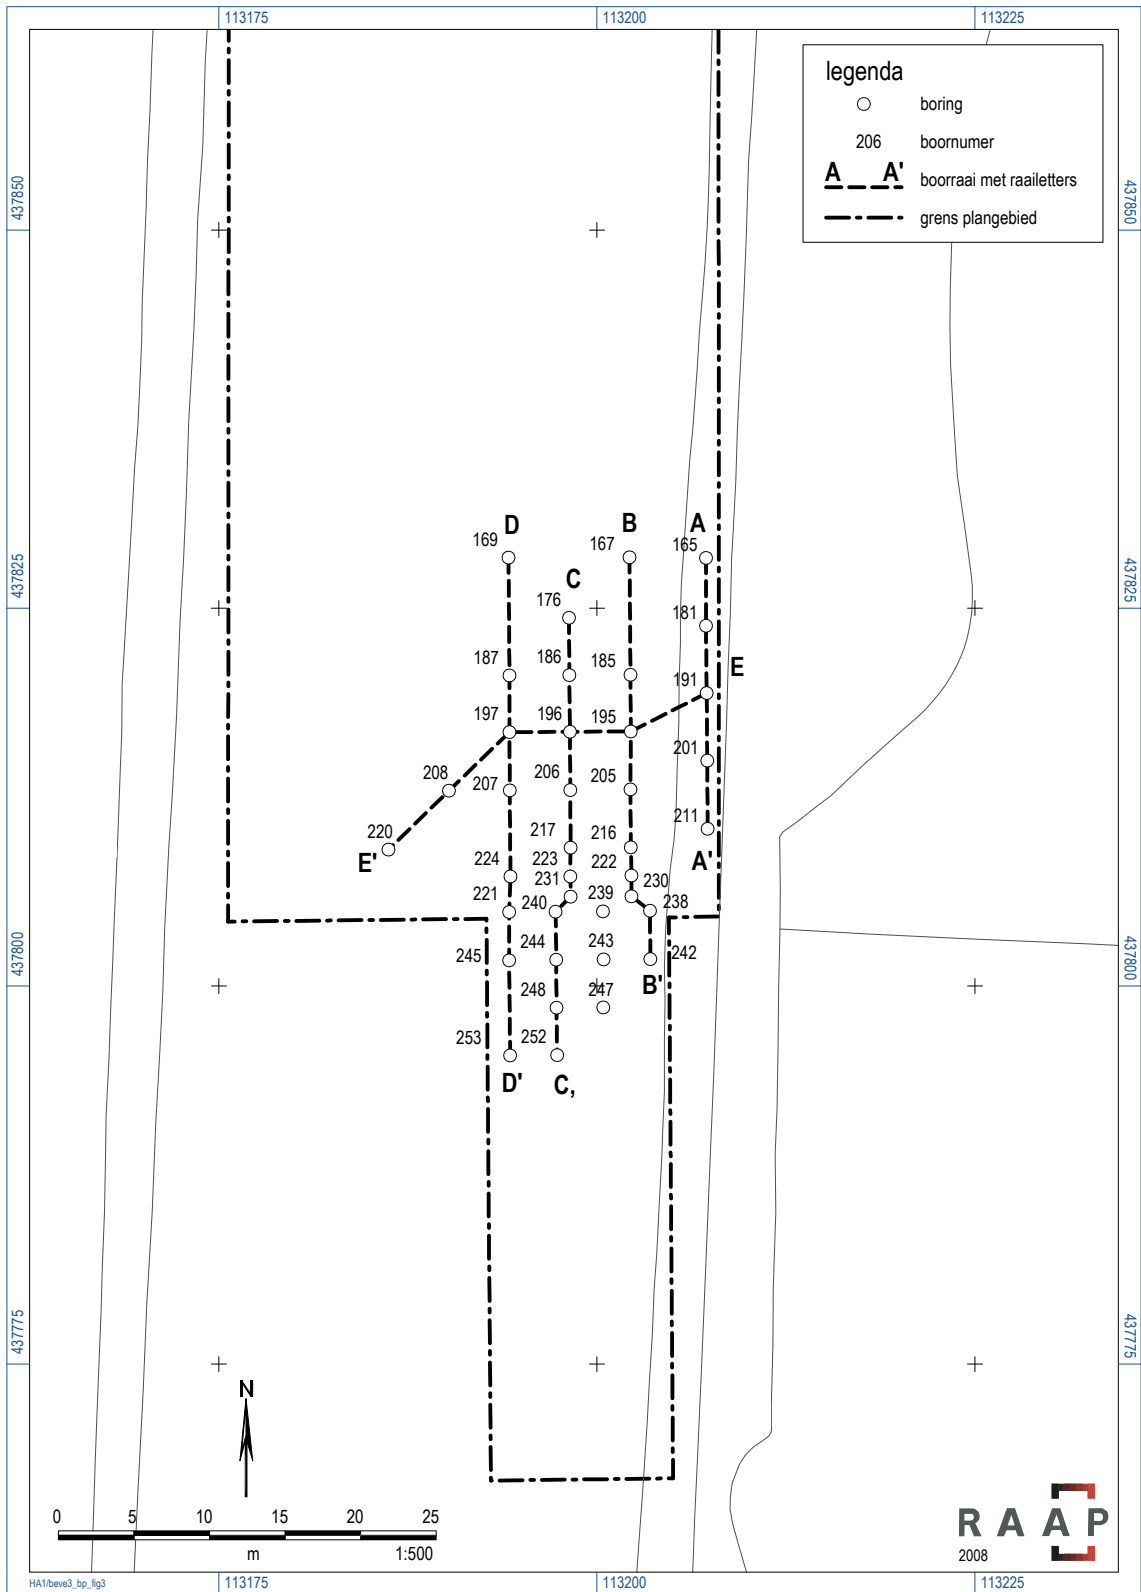 113175 113200 113225
legenda
boring
206 boornumer
A A' boorraai met raailetters
grens plangebied
437850 437850
D B A
169 167 165
C
437825 437825
176 181
187 186 185 191 E
197 196 195
201
208 207 206 205
211
220 217 216
E' A'
224 223 222
231 230
221 240 239 238
245 244 243 242
437800 437800
B'
248 247
253 252
D' C,
437775 437775
N
0 5 10 15 20 25
m 1:500
RAAP
2008
HA1/beve3_bp_fig3
113175 113200 113225